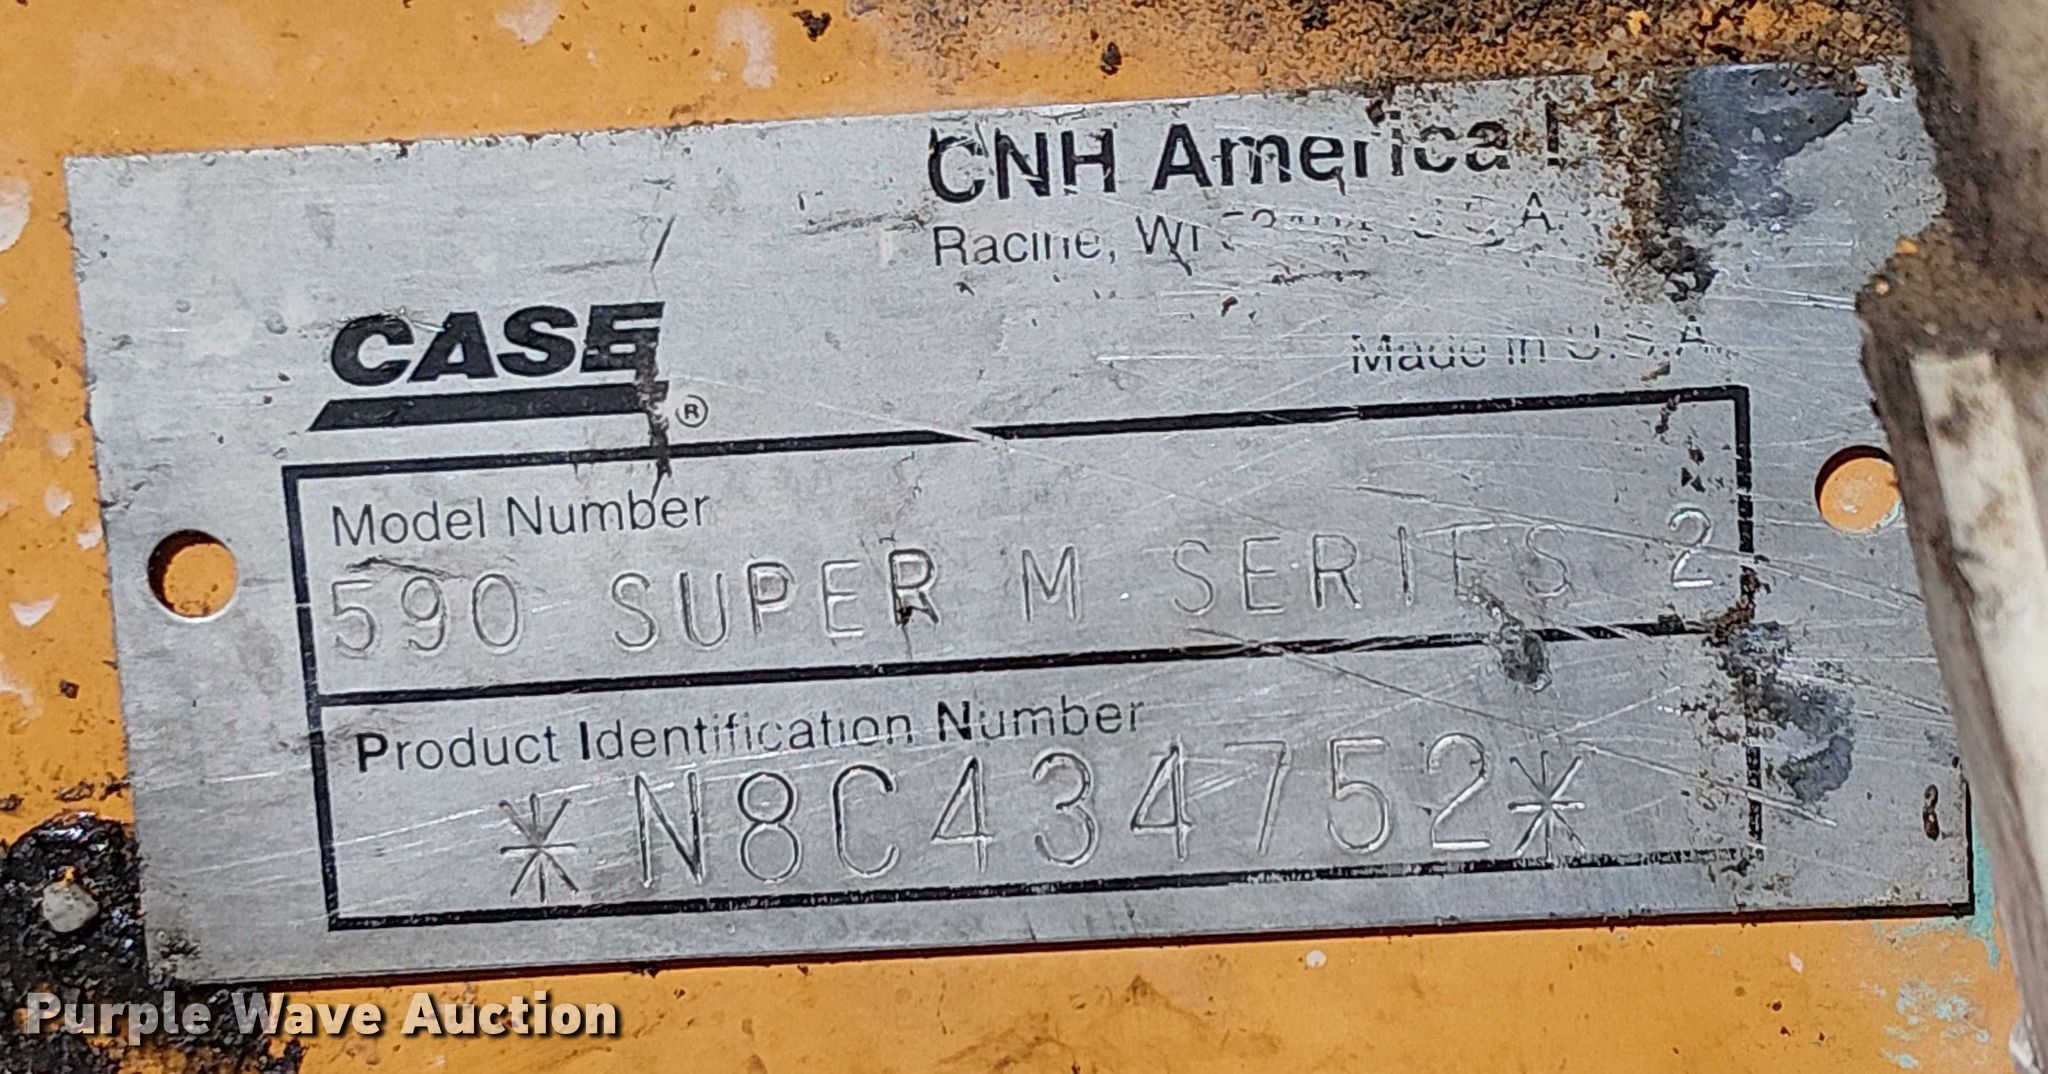 CNH America
Racine, WI U.S.A.
Made in U.S.A.
CASE®
Model Number
590 SUPER M SERIES 2
Product Identification Number
*N8C434752*
Purple Wave Auction